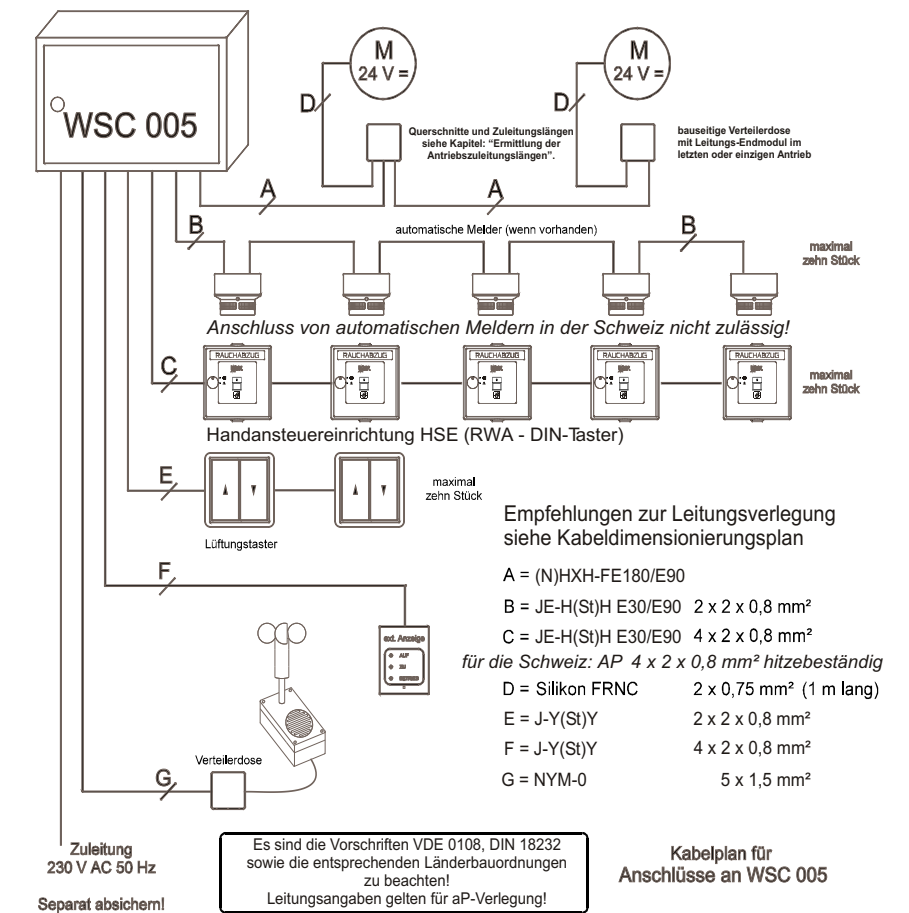 WSC 005
M
24 V =
M
24 V =
D
D
Querschnitte und Zuleitungslängen
siehe Kapitel: “Ermittlung der
Antriebszuleitungslängen”.
bauseitige Verteilerdose
mit Leitungs-Endmodul im
letzten oder einzigen Antrieb
A
A
B
automatische Melder (wenn vorhanden)
B
maximal
zehn Stück
Anschluss von automatischen Meldern in der Schweiz nicht zulässig!
C
RAUCHABZUG
RAUCHABZUG
RAUCHABZUG
RAUCHABZUG
RAUCHABZUG
maximal
zehn Stück
Handansteuereinrichtung HSE (RWA - DIN-Taster)
E
maximal
zehn Stück
Lüftungstaster
F
ext. Anzeige
AUF
ZU
BETRIEB
Empfehlungen zur Leitungsverlegung
siehe Kabeldimensionierungsplan
A = (N)HXH-FE180/E90
B = JE-H(St)H E30/E90 2 x 2 x 0,8 mm²
C = JE-H(St)H E30/E90 4 x 2 x 0,8 mm²
für die Schweiz: AP 4 x 2 x 0,8 mm² hitzebeständig
D = Silikon FRNC 2 x 0,75 mm² (1 m lang)
E = J-Y(St)Y 2 x 2 x 0,8 mm²
F = J-Y(St)Y 4 x 2 x 0,8 mm²
G = NYM-0 5 x 1,5 mm²
Verteilerdose
G
Zuleitung
230 V AC 50 Hz
Separat absichern!
Es sind die Vorschriften VDE 0108, DIN 18232
sowie die entsprechenden Länderbauordnungen
zu beachten!
Leitungsangaben gelten für aP-Verlegung!
Kabelplan für
Anschlüsse an WSC 005